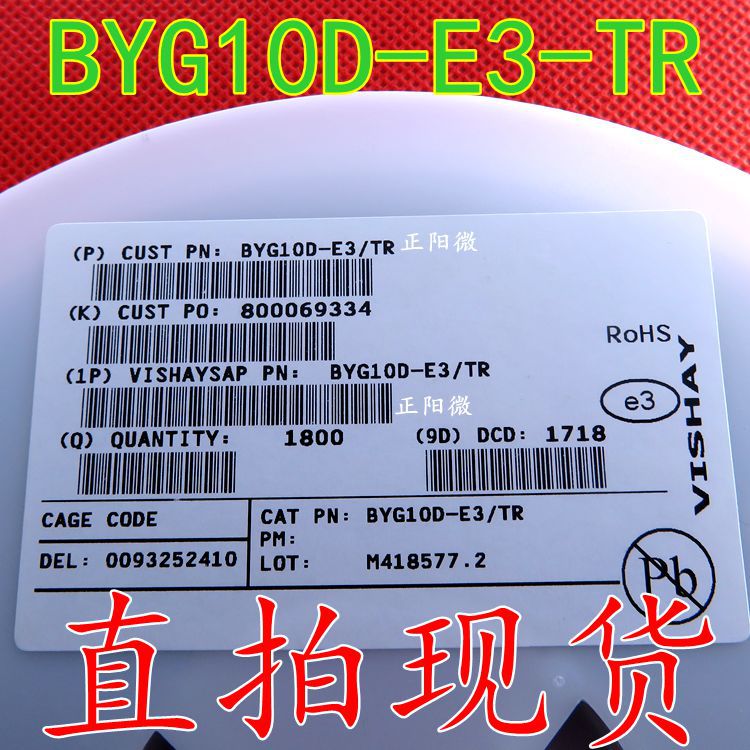 BYG10D-E3-TR
(P) CUST PN: BYG10D-E3/TR 正阳微
(K) CUST PO: 800069334
(1P) VISHAYSAP PN: BYG10D-E3/TR
正阳微
(Q) QUANTITY: 1800 (9D) DCD: 1718
RoHS
e3
VISHAY
CAGE CODE
DEL: 0093252410
CAT PN: BYG10D-E3/TR
PM:
LOT: M418577.2
Pb
直拍现货